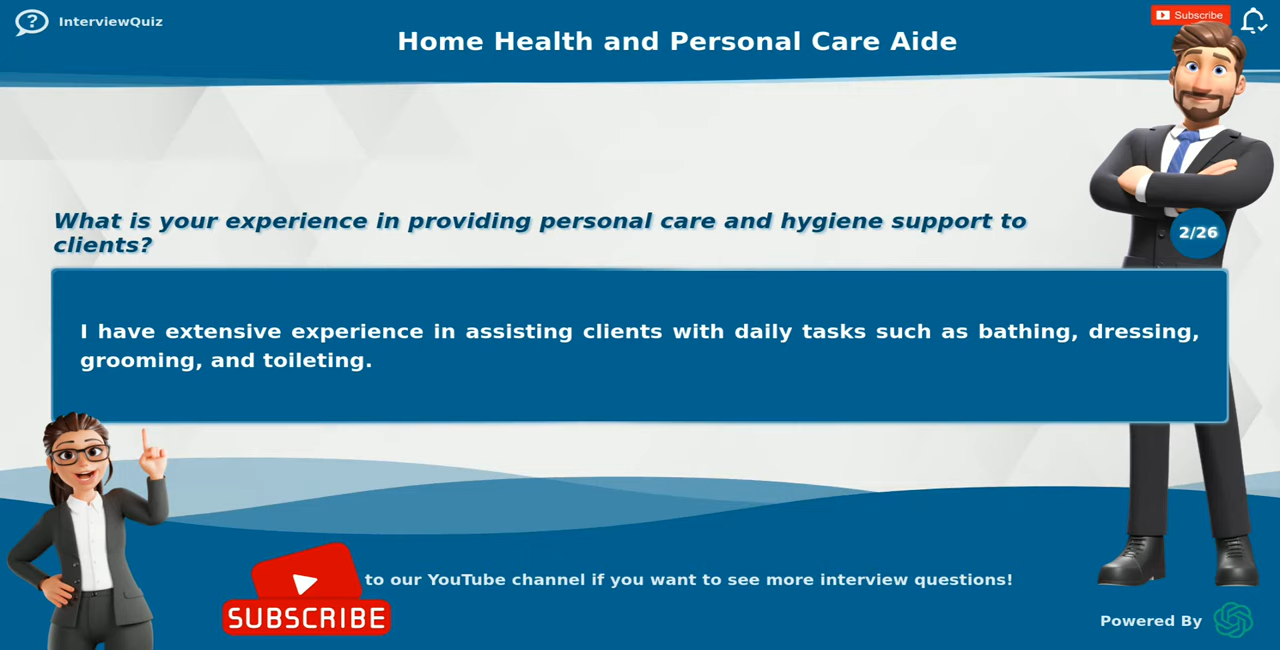 InterviewQuiz
Subscribe
Home Health and Personal Care Aide
What is your experience in providing personal care and hygiene support to
clients?
2/26
I have extensive experience in assisting clients with daily tasks such as bathing, dressing,
grooming, and toileting.
to our YouTube channel if you want to see more interview questions!
SUBSCRIBE
Powered By